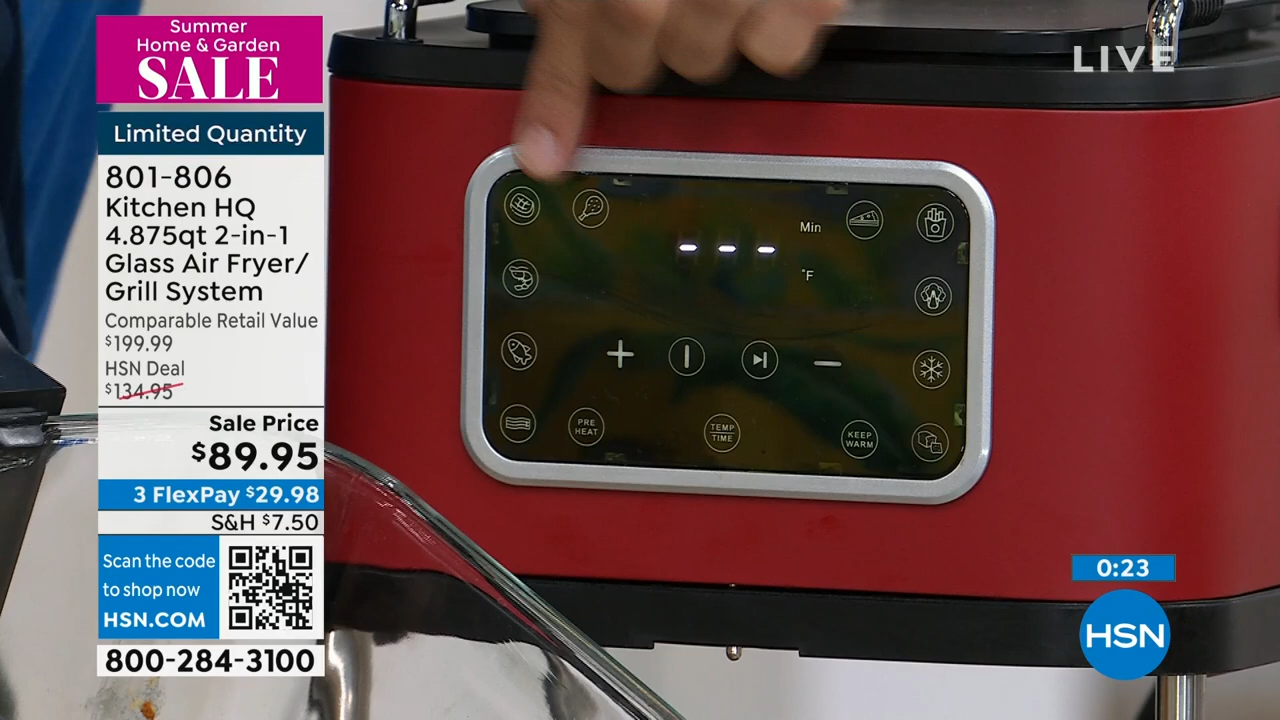 Summer
Home & Garden
SALE
Limited Quantity
801-806
Kitchen HQ
4.875qt 2-in-1
Glass Air Fryer/
Grill System
Comparable Retail Value
$199.99
HSN Deal
$134.95
Sale Price
$89.95
3 FlexPay $29.98
S&H $7.50
Scan the code
to shop now
HSN.COM
800-284-3100
LIVE
Min
°F
PRE
HEAT
TEMP
TIME
KEEP
WARM
0:23
HSN